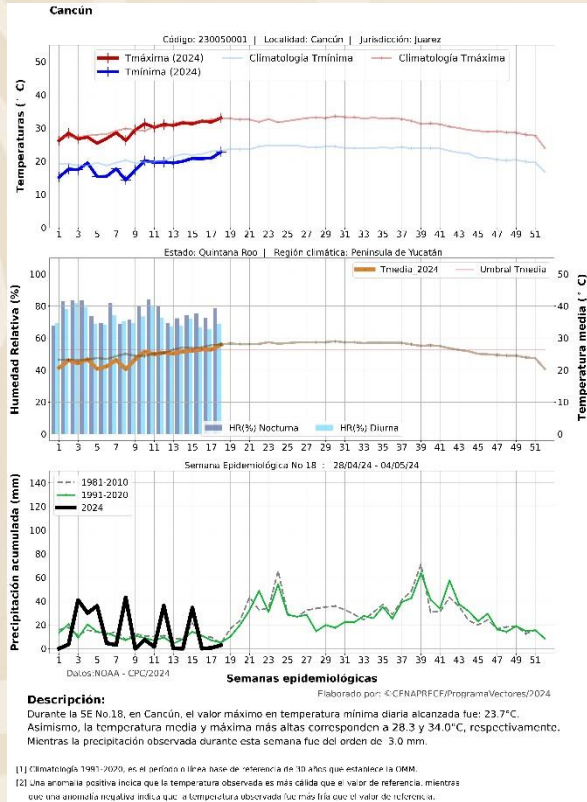 Cancún
Código: 230050001 | Localidad: Cancún | Jurisdicción: Juarez
Tmáxima (2024)
Tmínima (2024)
Climatología Tmínima
Climatología Tmáxima
Temperaturas (° C)
50
40
30
20
10
0
1 3 5 7 9 11 13 15 17 19 21 23 25 27 29 31 33 35 37 39 41 43 45 47 49 51
Estado: Quintana Roo | Región climática: Peninsula de Yucatán
Tmedia_2024
Umbral Tmedia
Humedad Relativa (%)
100
80
60
40
20
0
Temperatura media (° C)
50
40
30
20
10
0
HR(%) Nocturna
HR(%) Diurna
1 3 5 7 9 11 13 15 17 19 21 23 25 27 29 31 33 35 37 39 41 43 45 47 49 51
Semana Epidemiológica No 18 : 28/04/24 - 04/05/24
1981-2010
1991-2020
2024
Precipitación acumulada (mm)
140
120
100
80
60
40
20
0
1 3 5 7 9 11 13 15 17 19 21 23 25 27 29 31 33 35 37 39 41 43 45 47 49 51
Datos:NOAA - CPC/2024
Semanas epidemiológicas
Elaborado por: ©CENAPRECE/ProgramaVectores/2024
Descripción:
Durante la SE No.18, en Cancún, el valor máximo en temperatura mínima diaria alcanzada fue: 23.7°C.
Asimismo, la temperatura media y máxima más altas corresponden a 28.3 y 34.0°C, respectivamente.
Mientras la precipitación observada durante esta semana fue del orden de 3.0 mm.
[1] Climatología 1991-2020, es el período o línea base de referencia de 30 años que establece la OMM.
[2] Una anomalía positiva indica que la temperatura observada es más cálida que el valor de referencia, mientras
que una anomalía negativa indica que la temperatura observada fue más fría que el valor de referencia.